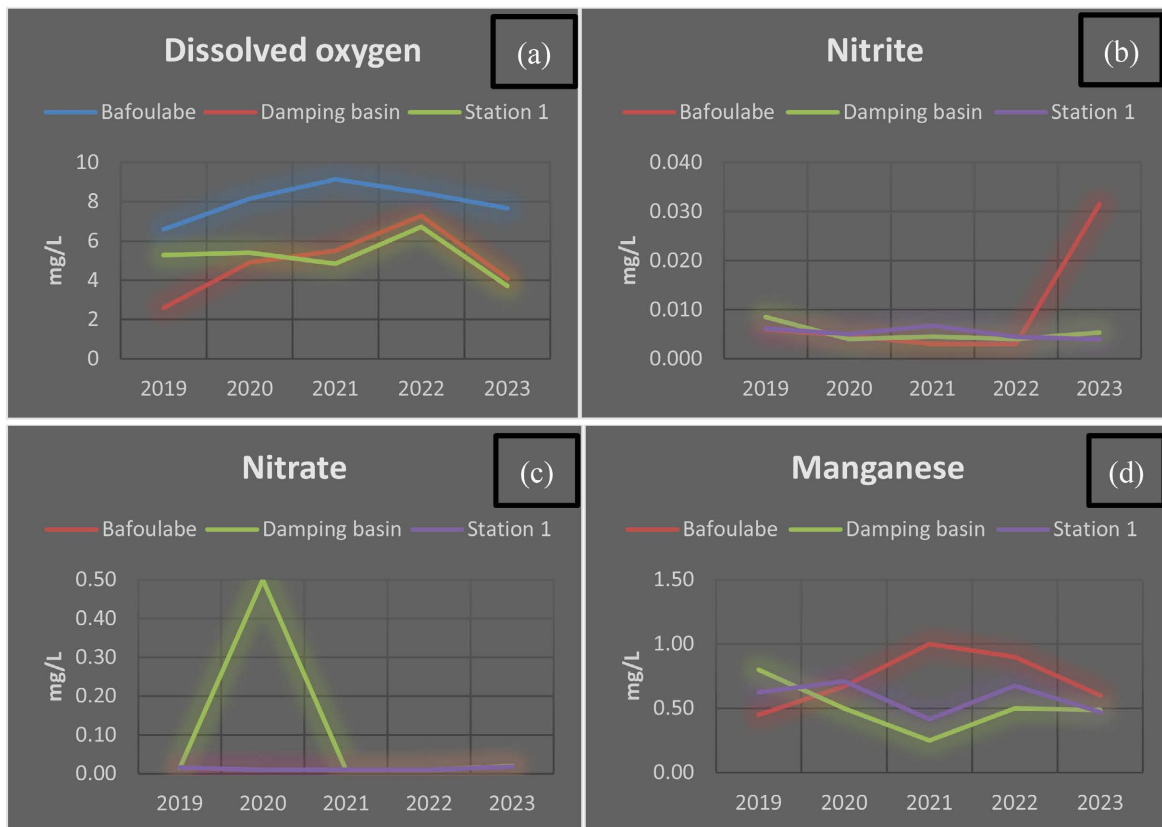 Dissolved oxygen
(a)
Bafoulabe Damping basin Station 1
mg/L
10
8
6
4
2
0
2019 2020 2021 2022 2023
Nitrite
(b)
Bafoulabe Damping basin Station 1
mg/L
0.040
0.030
0.020
0.010
0.000
2019 2020 2021 2022 2023
Nitrate
(c)
Bafoulabe Damping basin Station 1
mg/L
0.50
0.40
0.30
0.20
0.10
0.00
2019 2020 2021 2022 2023
Manganese
(d)
Bafoulabe Damping basin Station 1
mg/L
1.50
1.00
0.50
0.00
2019 2020 2021 2022 2023